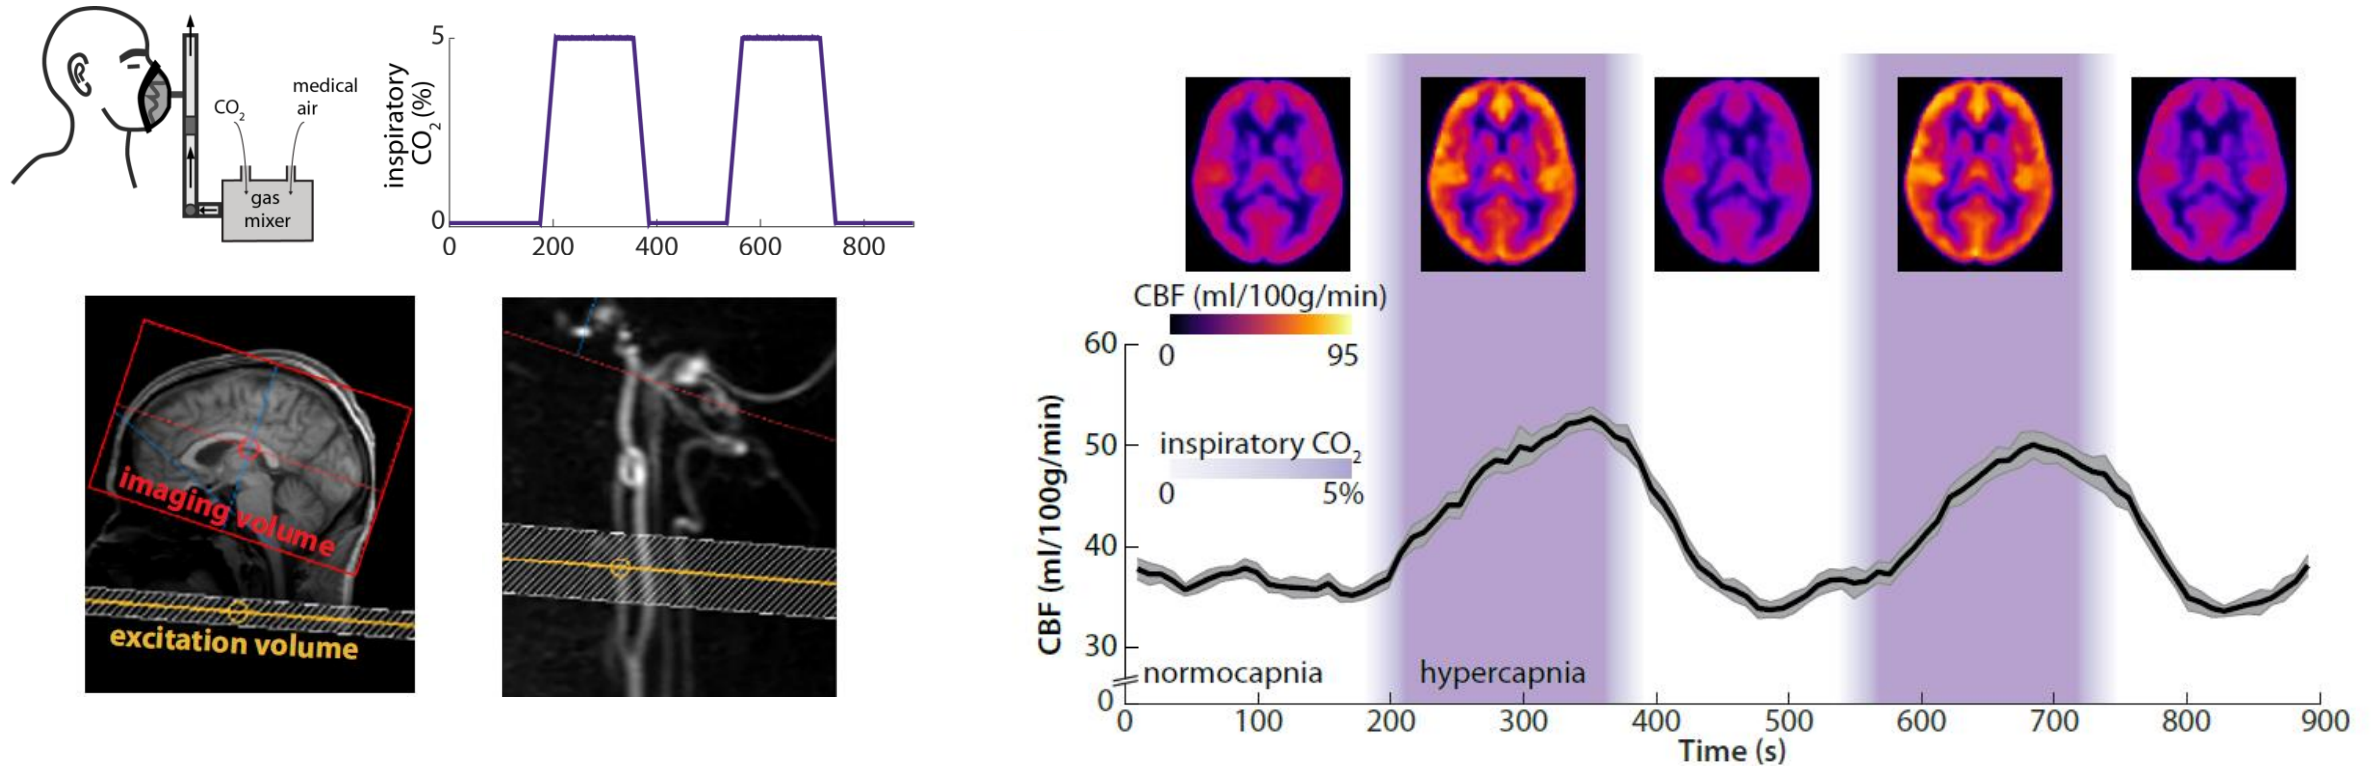 CO2
medical
air
gas
mixer
inspiratory
CO2 (%)
5
0
0 200 400 600 800
imaging volume
excitation volume
CBF (ml/100g/min)
0 95
inspiratory CO2
0 5%
CBF (ml/100g/min)
60
50
40
30
0
normocapnia hypercapnia
0 100 200 300 400 500 600 700 800 900
Time (s)